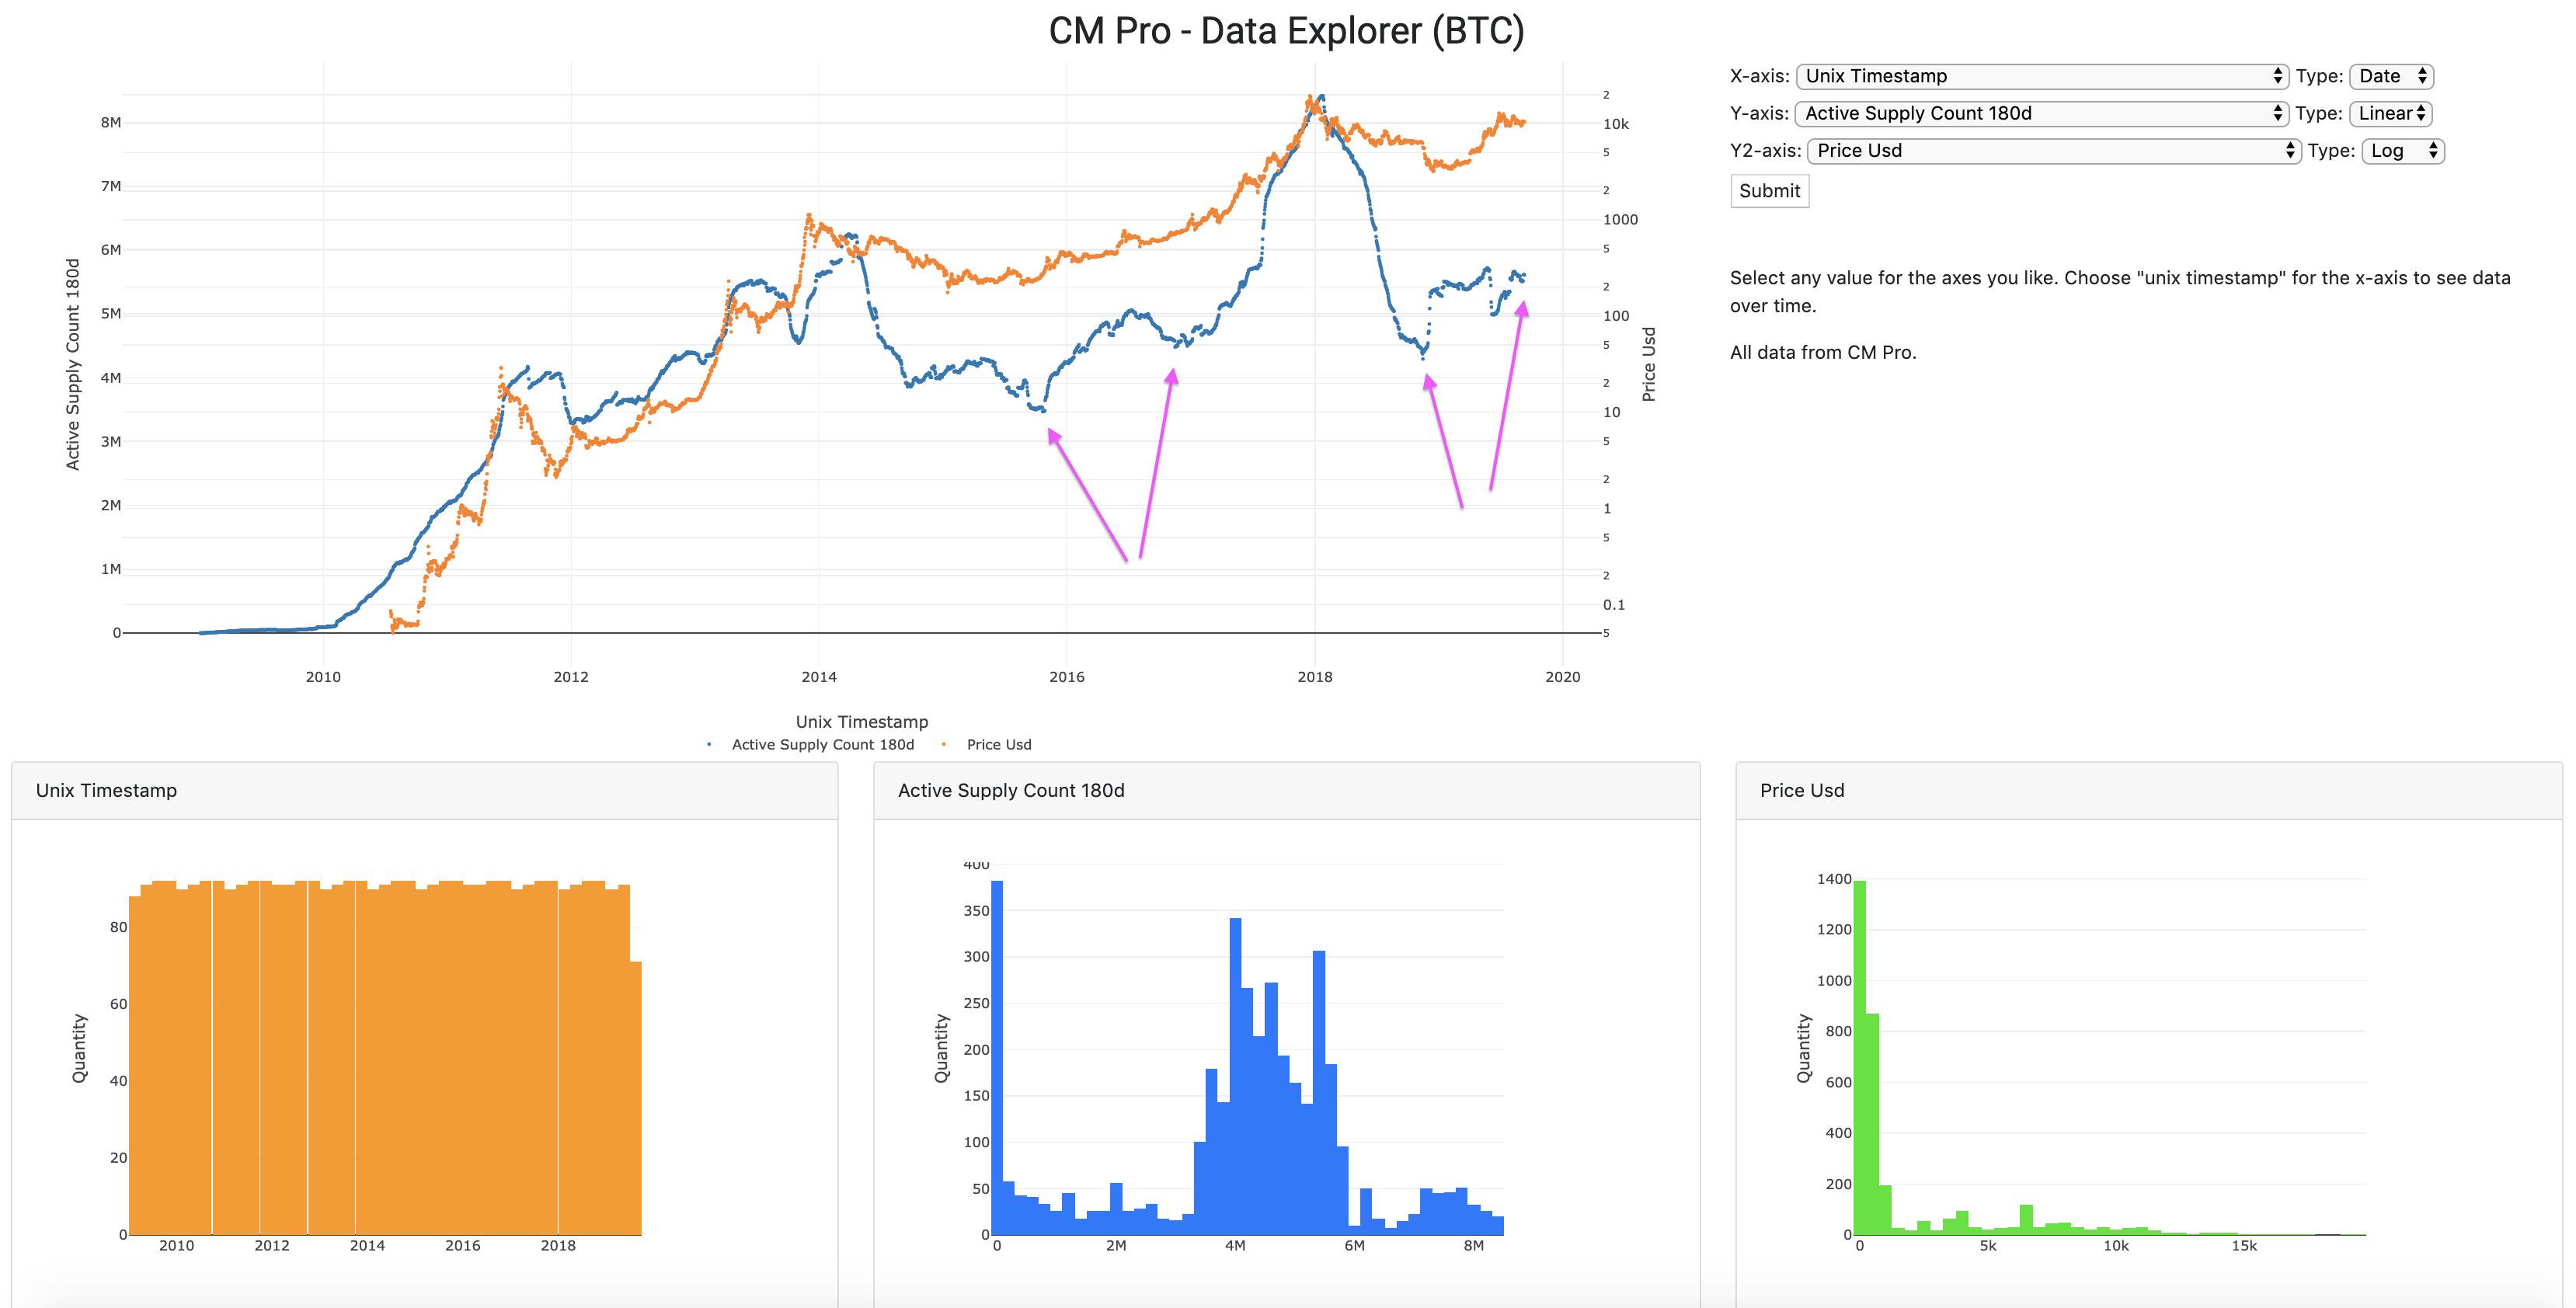 CM Pro - Data Explorer (BTC)
X-axis: Unix Timestamp Type: Date
Y-axis: Active Supply Count 180d Type: Linear
Y2-axis: Price Usd Type: Log
Submit
Select any value for the axes you like. Choose "unix timestamp" for the x-axis to see data
over time.
All data from CM Pro.
Active Supply Count 180d
8M
7M
6M
5M
4M
3M
2M
1M
0
2
10k
5
2
1000
5
2
100
5
2
10
5
2
1
5
2
0.1
5
Price Usd
2010 2012 2014 2016 2018 2020
Unix Timestamp
Active Supply Count 180d Price Usd
Unix Timestamp
Quantity
80
60
40
20
0
2010 2012 2014 2016 2018
Active Supply Count 180d
Quantity
400
350
300
250
200
150
100
50
0
0 2M 4M 6M 8M
Price Usd
Quantity
1400
1200
1000
800
600
400
200
0
0 5k 10k 15k